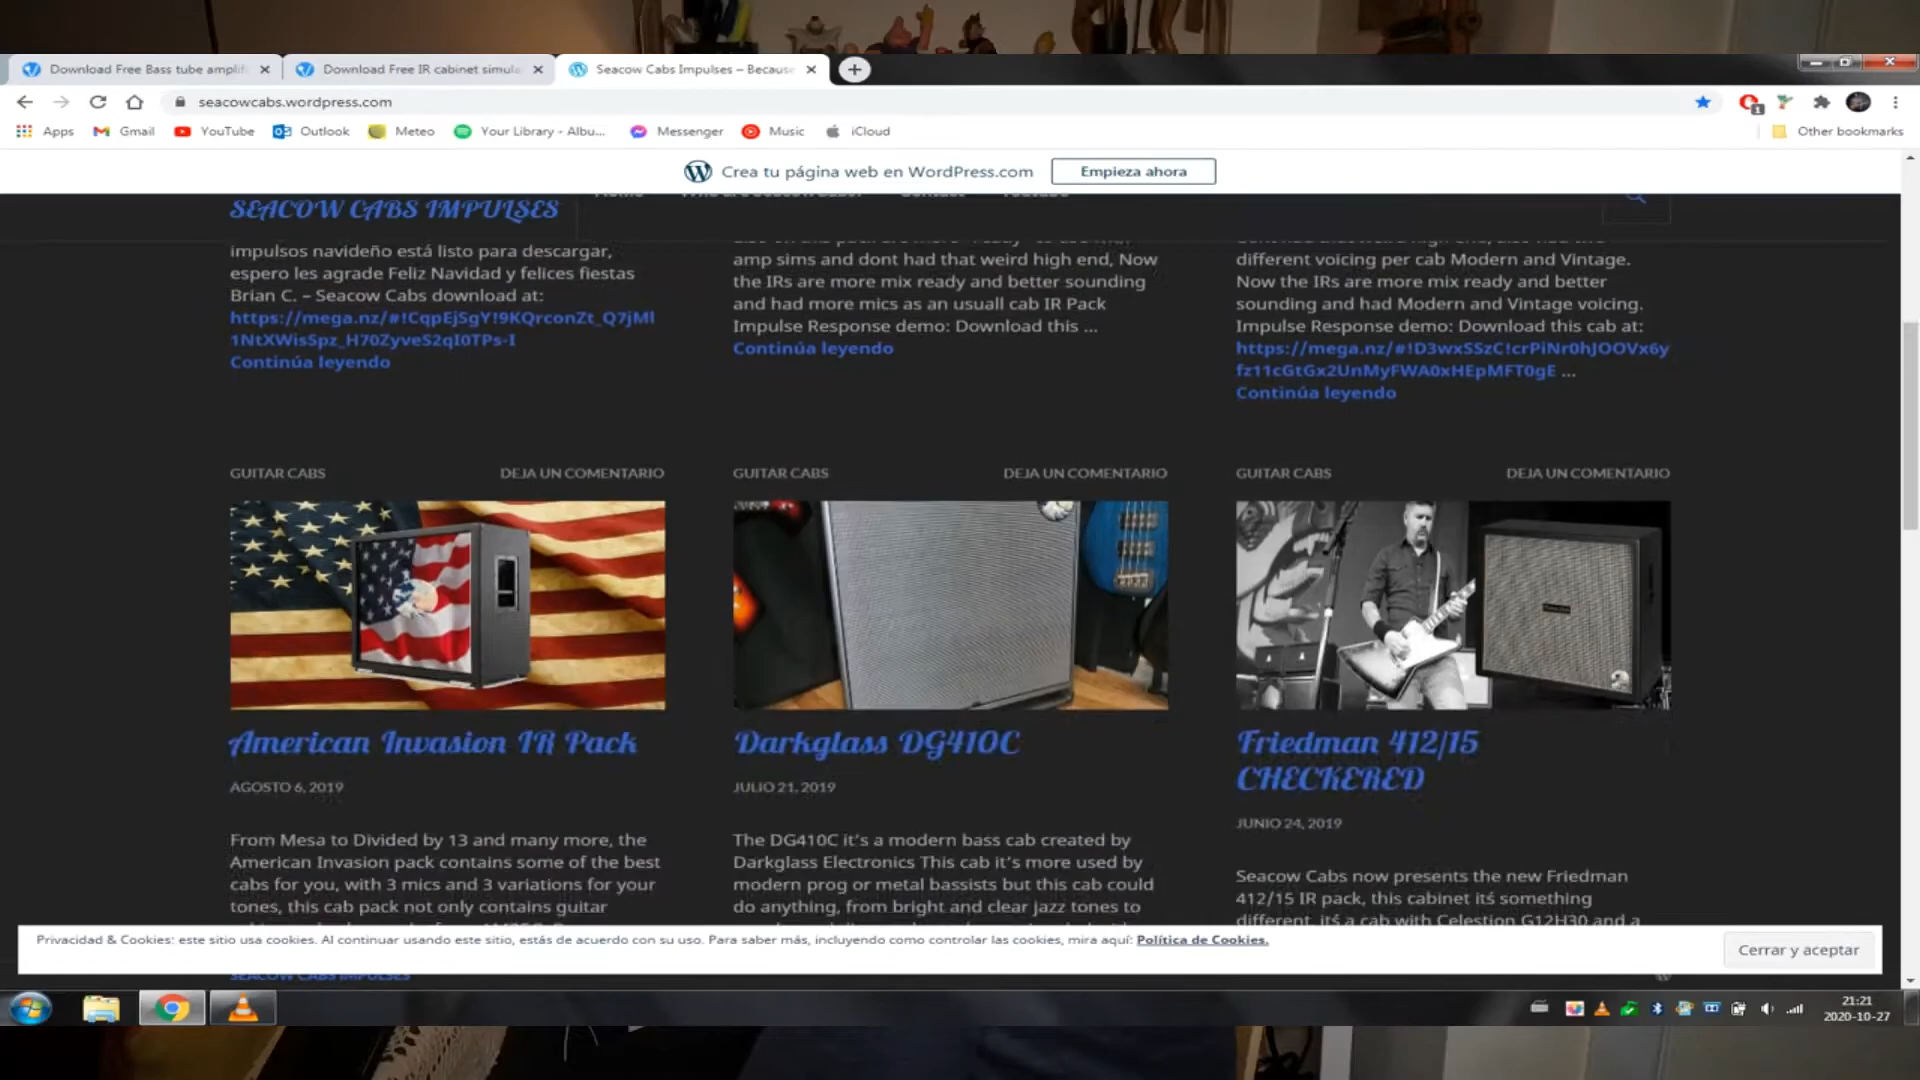 Download Free Bass tube amplif
Download Free IR cabinet simula
Seacow Cabs Impulses – Because
seacowcabs.wordpress.com
Apps
Gmail
YouTube
Outlook
Meteo
Your Library - Albu...
Messenger
Music
iCloud
Other bookmarks
Crea tu página web en WordPress.com
Empieza ahora
SEACOW CABS IMPULSES
impulsos navideño está listo para descargar,
espero les agrade Feliz Navidad y felices fiestas
Brian C. – Seacow Cabs download at:
https://mega.nz/#!CqpEjSgY!9KQrconZt_Q7jMl
1NtXWisSpz_H70ZyveS2qI0TPs-I
Continúa leyendo
amp sims and dont had that weird high end, Now
the IRs are more mix ready and better sounding
and had more mics as an usuall cab IR Pack
Impulse Response demo: Download this ...
Continúa leyendo
different voicing per cab Modern and Vintage.
Now the IRs are more mix ready and better
sounding and had Modern and Vintage voicing.
Impulse Response demo: Download this cab at:
https://mega.nz/#!D3wxSSzC!crPiNr0hJOOVx6y
fz11cGtGx2UnMyFWA0xHEpMFT0gE ...
Continúa leyendo
GUITAR CABS
DEJA UN COMENTARIO
American Invasion IR Pack
AGOSTO 6, 2019
From Mesa to Divided by 13 and many more, the
American Invasion pack contains some of the best
cabs for you, with 3 mics and 3 variations for your
tones, this cab pack not only contains guitar
GUITAR CABS
DEJA UN COMENTARIO
Darkglass DG410C
JULIO 21, 2019
The DG410C it's a modern bass cab created by
Darkglass Electronics This cab it's more used by
modern prog or metal bassists but this cab could
do anything, from bright and clear jazz tones to
GUITAR CABS
DEJA UN COMENTARIO
Friedman 412/15
CHECKERED
JUNIO 24, 2019
Seacow Cabs now presents the new Friedman
412/15 IR pack, this cabinet itś something
different, itś a cab with Celestion G12H30 and a
Privacidad & Cookies: este sitio usa cookies. Al continuar usando este sitio, estás de acuerdo con su uso. Para saber más, incluyendo como controlar las cookies, mira aquí: Política de Cookies.
Cerrar y aceptar
SEACOW CABS IMPULSES
21:21
2020-10-27